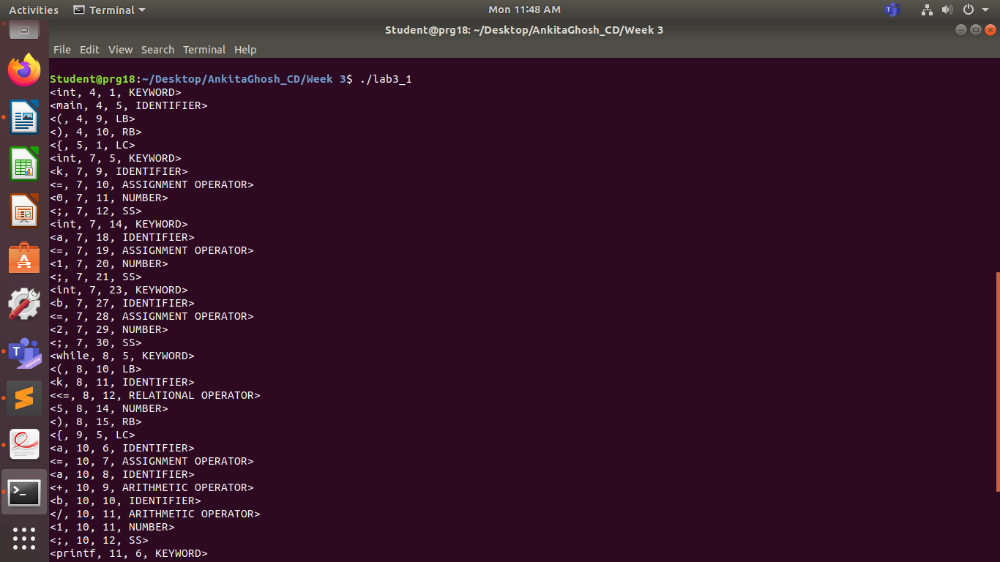 Activities Terminal Mon 11:48 AM
Student@prg18: ~/Desktop/AnkitaGhosh_CD/Week 3
File Edit View Search Terminal Help
Student@prg18:~/Desktop/AnkitaGhosh_CD/Week 3$ ./lab3_1
<int, 4, 1, KEYWORD>
<main, 4, 5, IDENTIFIER>
<(, 4, 9, LB>
<), 4, 10, RB>
<{, 5, 1, LC>
<int, 7, 5, KEYWORD>
<k, 7, 9, IDENTIFIER>
<=, 7, 10, ASSIGNMENT OPERATOR>
<0, 7, 11, NUMBER>
<;, 7, 12, SS>
<int, 7, 14, KEYWORD>
<a, 7, 18, IDENTIFIER>
<=, 7, 19, ASSIGNMENT OPERATOR>
<1, 7, 20, NUMBER>
<;, 7, 21, SS>
<int, 7, 23, KEYWORD>
<b, 7, 27, IDENTIFIER>
<=, 7, 28, ASSIGNMENT OPERATOR>
<2, 7, 29, NUMBER>
<;, 7, 30, SS>
<while, 8, 5, KEYWORD>
<(, 8, 10, LB>
<k, 8, 11, IDENTIFIER>
<<=, 8, 12, RELATIONAL OPERATOR>
<5, 8, 14, NUMBER>
<), 8, 15, RB>
<{, 9, 5, LC>
<a, 10, 6, IDENTIFIER>
<=, 10, 7, ASSIGNMENT OPERATOR>
<a, 10, 8, IDENTIFIER>
<+, 10, 9, ARITHMETIC OPERATOR>
<b, 10, 10, IDENTIFIER>
</, 10, 11, ARITHMETIC OPERATOR>
<1, 10, 11, NUMBER>
<;, 10, 12, SS>
<printf, 11, 6, KEYWORD>